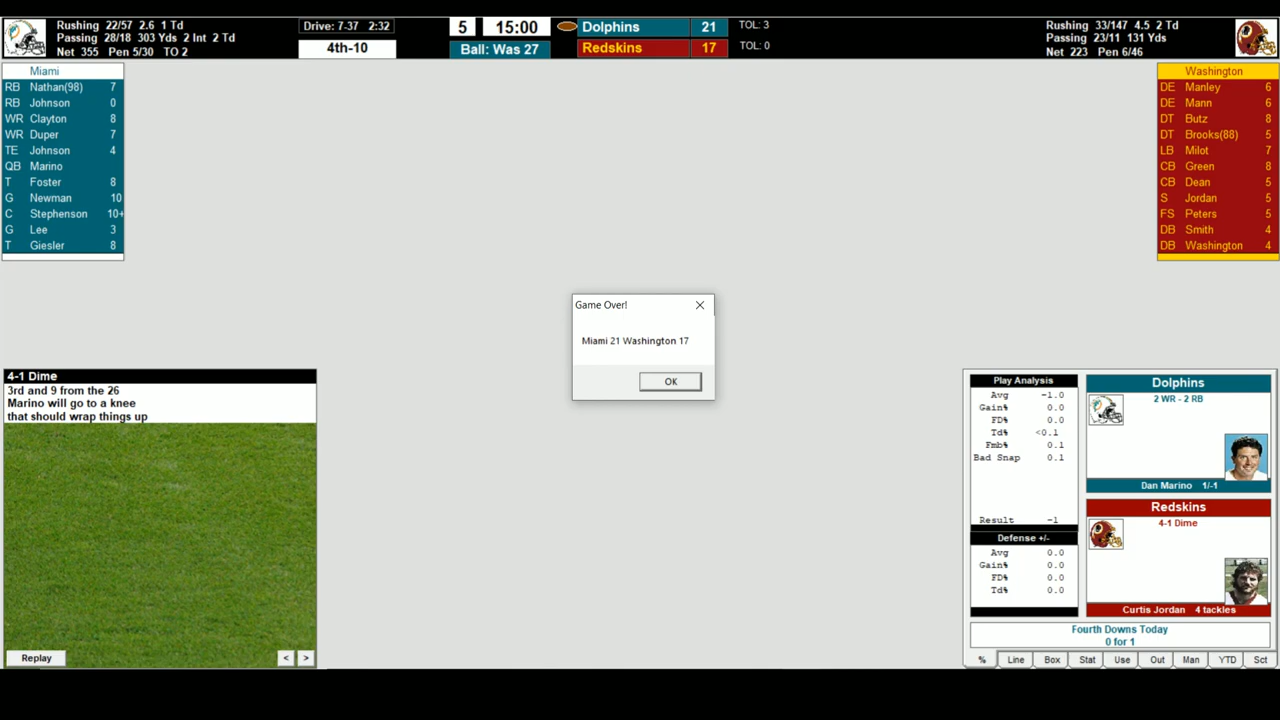 Rushing 22/57 2.6 1 Td
Passing 28/18 303 Yds 2 Int 2 Td
Net 355 Pen 5/30 TO 2
Drive: 7-37 2:32
4th-10
5 15:00
Ball: Was 27
Dolphins 21 TOL: 3
Redskins 17 TOL: 0
Rushing 33/147 4.5 2 Td
Passing 23/11 131 Yds
Net 223 Pen 6/46
Miami
RB Nathan(98) 7
RB Johnson 0
WR Clayton 8
WR Duper 7
TE Johnson 4
QB Marino
T Foster 8
G Newman 10
C Stephenson 10+
G Lee 3
T Giesler 8
Washington
DE Manley 6
DE Mann 6
DT Butz 8
DT Brooks(88) 5
LB Milot 7
CB Green 8
CB Dean 5
S Jordan 5
FS Peters 5
DB Smith 4
DB Washington 4
Game Over!
Miami 21 Washington 17
OK
4-1 Dime
3rd and 9 from the 26
Marino will go to a knee
that should wrap things up
Replay < >
Play Analysis
Avg -1.0
Gain% 0.0
FD% 0.0
Td% <0.1
Fmb% 0.1
Bad Snap 0.1
Result -1
Defense +/-
Avg 0.0
Gain% 0.0
FD% 0.0
Td% 0.0
Dolphins
2 WR - 2 RB
Dan Marino 1/-1
Redskins
4-1 Dime
Curtis Jordan 4 tackles
Fourth Downs Today
0 for 1
% Line Box Stat Use Out Man YTD Sct